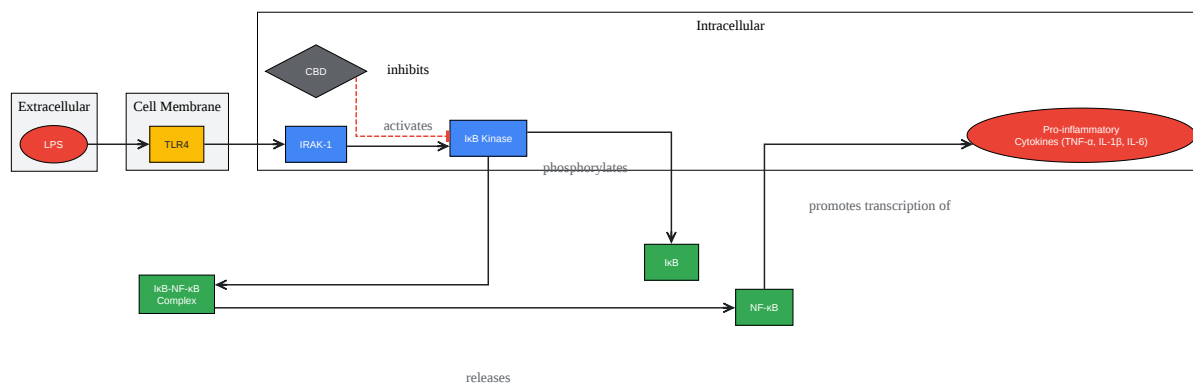 Intracellular
CBD
inhibits
Extracellular
Cell Membrane
activates
LPS
TLR4
IRAK-1
IκB Kinase
Pro-inflammatory
Cytokines (TNF-α, IL-1β, IL-6)
phosphorylates
promotes transcription of
IκB
IκB-NF-κB
Complex
NF-κB
releases